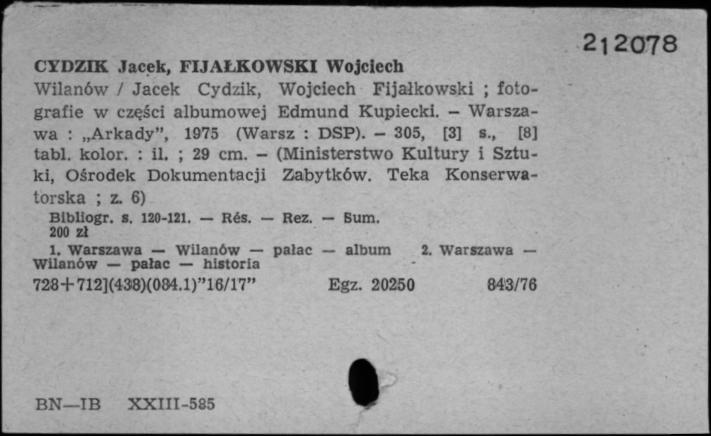 212078
CYDZIK Jacek, FIJAŁKOWSKI Wojciech
Wilanów / Jacek Cydzik, Wojciech Fijałkowski ; foto-
grafie w części albumowej Edmund Kupiecki. — Warsza-
wa : „Arkady”, 1975 (Warsz : DSP). — 305, [3] s., [8]
tabl. kolor. : il. ; 29 cm. — (Ministerstwo Kultury i Sztu-
ki, Ośrodek Dokumentacji Zabytków. Teka Konserwa-
torska ; z. 6)
Bibliogr. s. 120-121. — Rés. — Rez. — Sum.
200 zł
1. Warszawa — Wilanów — pałac — album 2. Warszawa —
Wilanów — pałac — historia
728+712](438)(084.1)”16/17” Egz. 20250 843/76
BN—IB XXIII-585